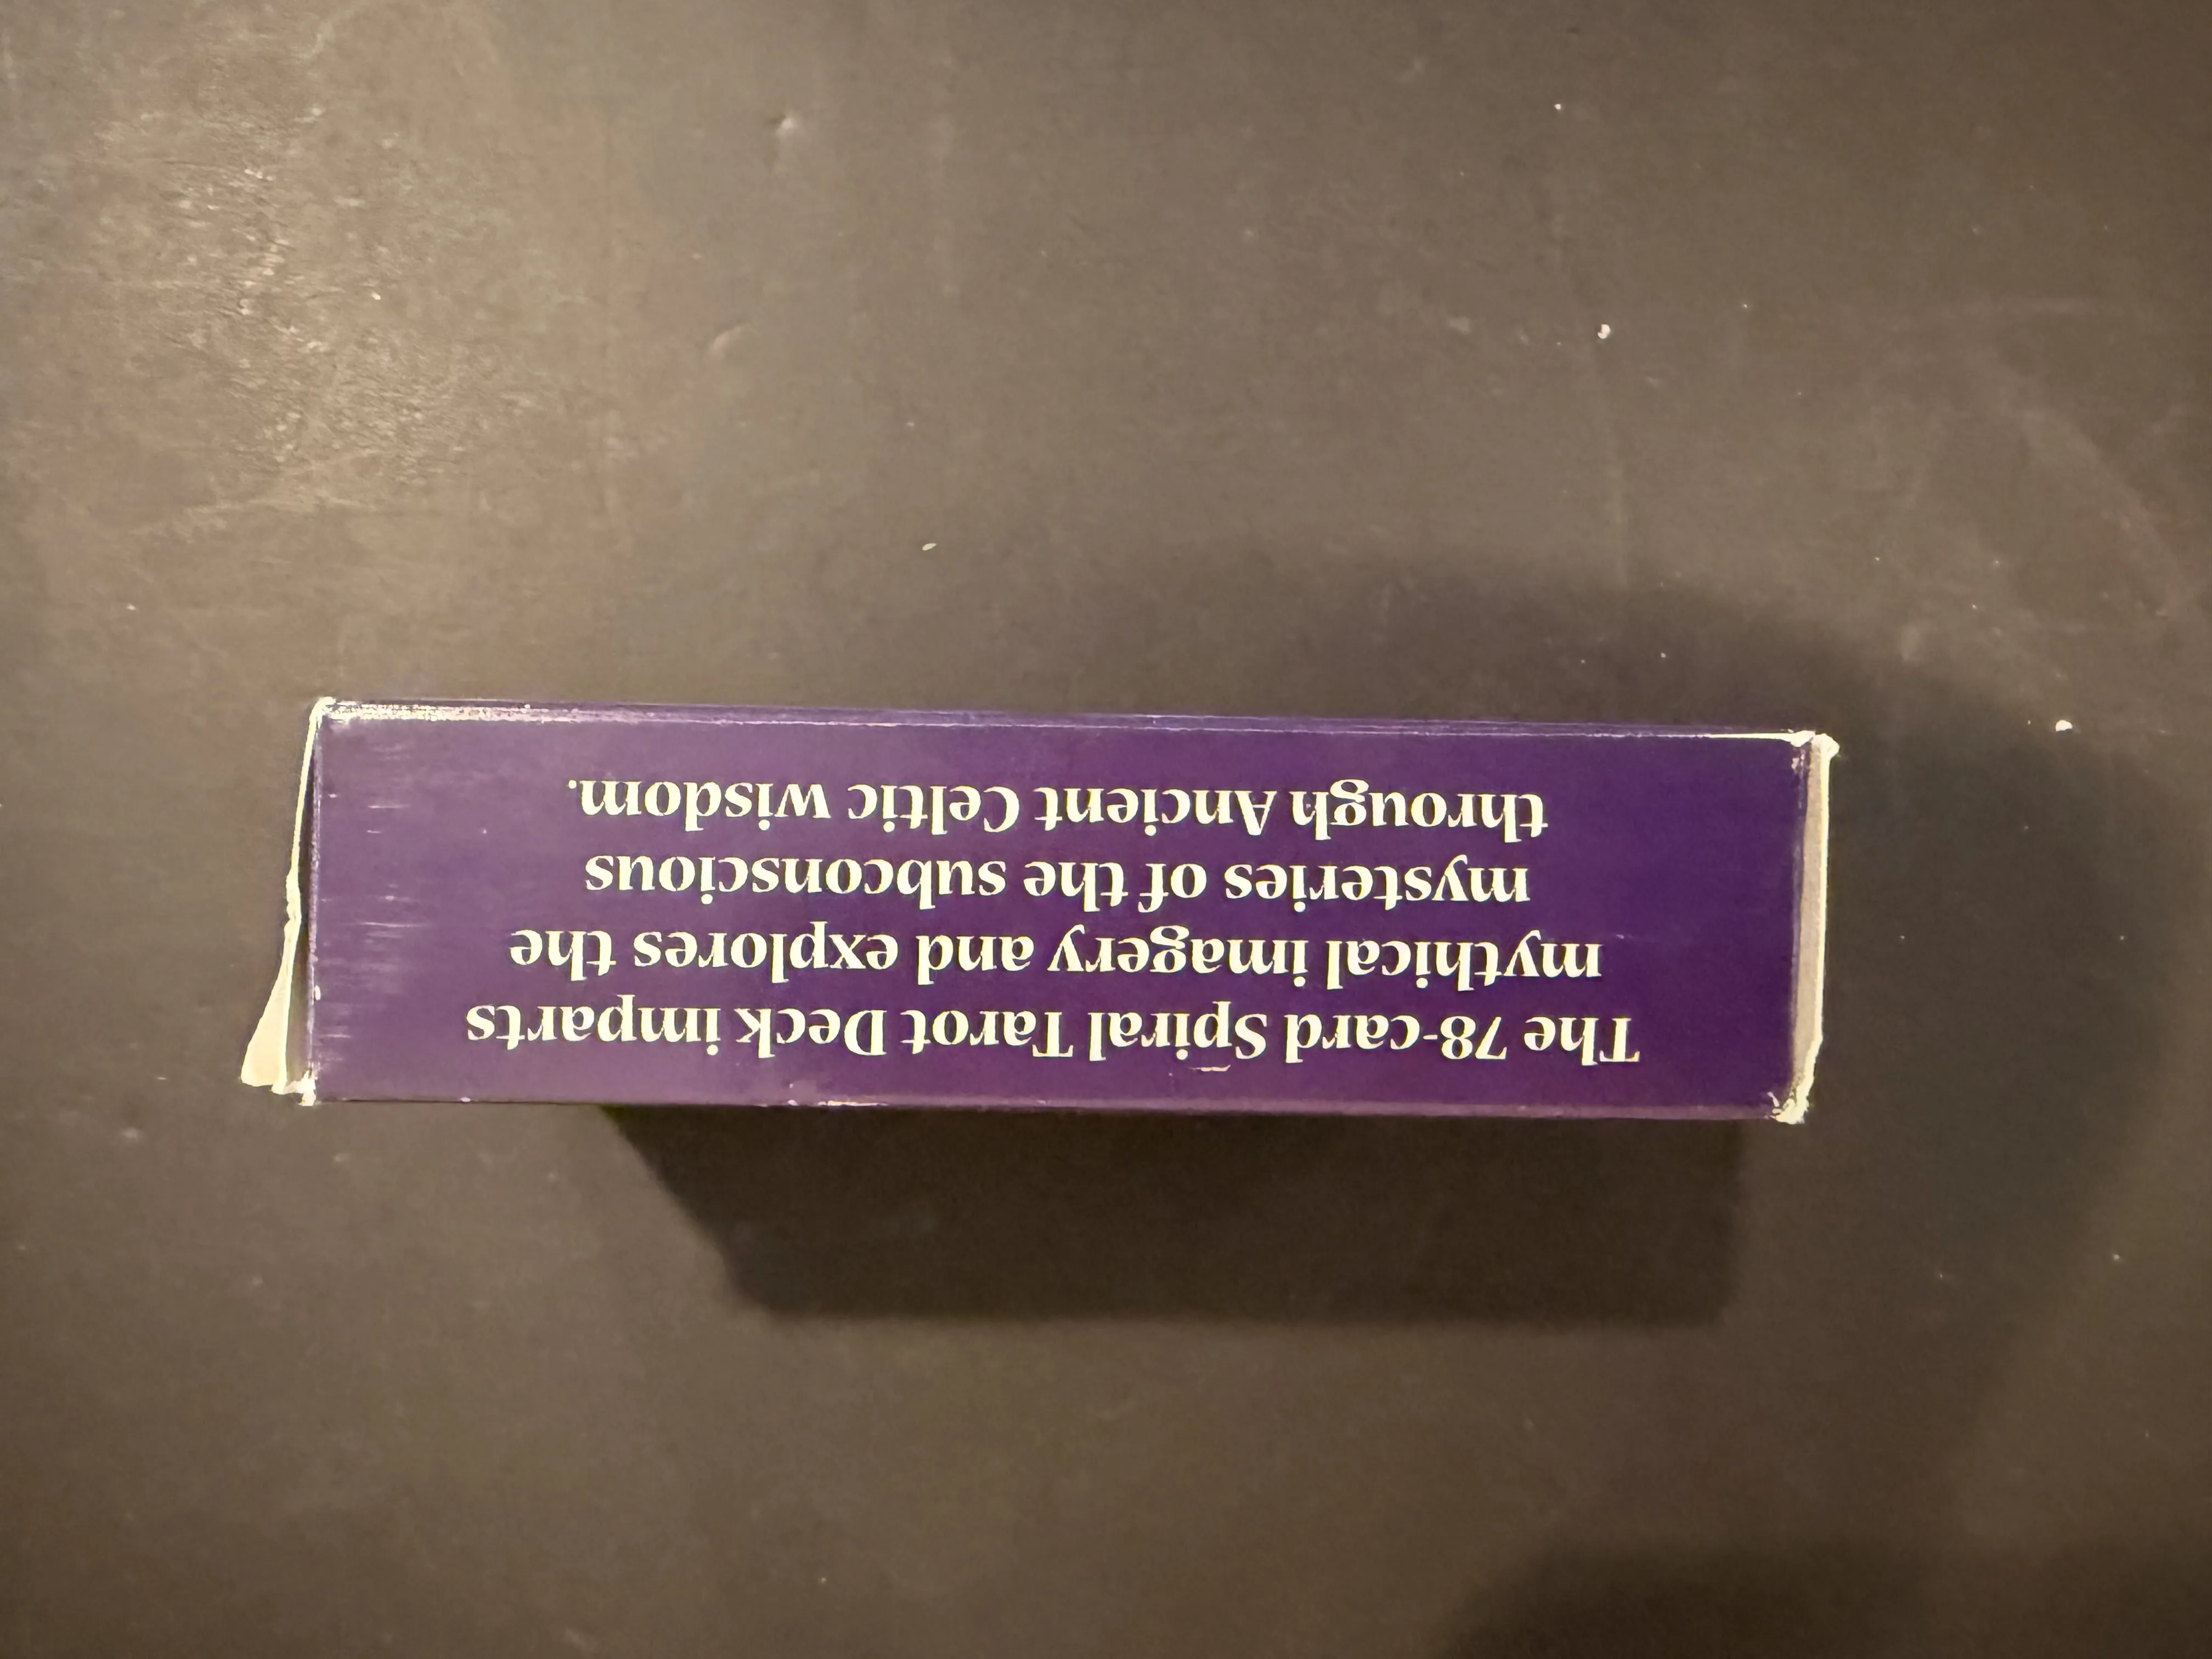 The 78-card Spiral Tarot Deck imparts
mythical imagery and explores the
mysteries of the subconscious
through Ancient Celtic wisdom.